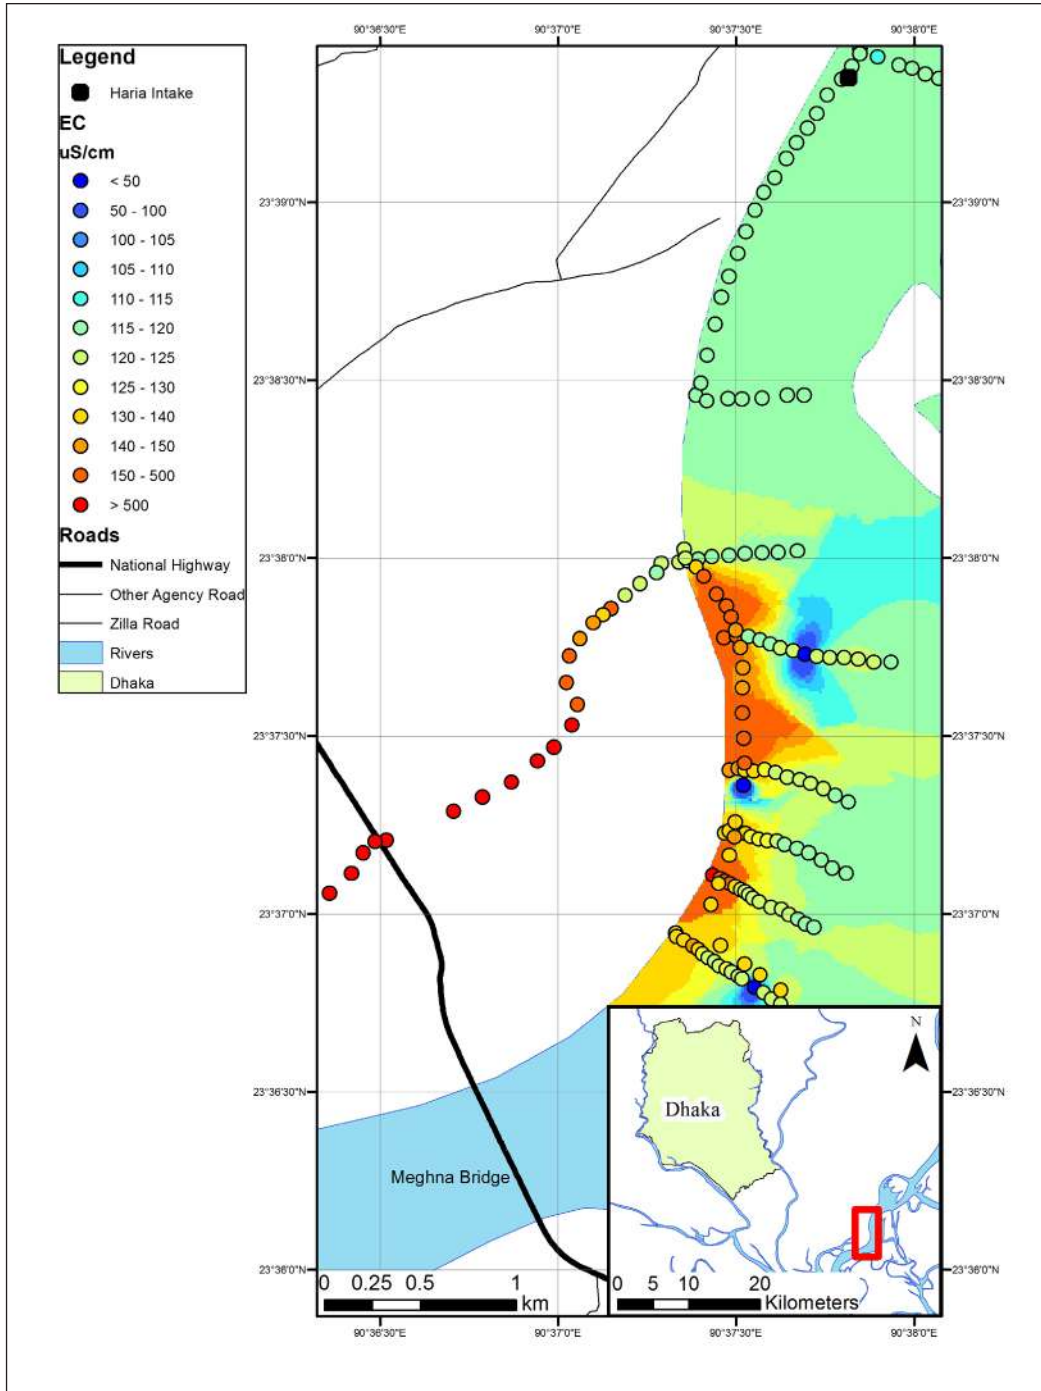 90°36'30"E 90°37'0"E 90°37'30"E 90°38'0"E
Legend
Haria Intake
EC
uS/cm
< 50
50 - 100
100 - 105
105 - 110
110 - 115
115 - 120
120 - 125
125 - 130
130 - 140
140 - 150
150 - 500
> 500
Roads
National Highway
Other Agency Road
Zilla Road
Rivers
Dhaka
23°39'0"N 23°39'0"N
23°38'30"N 23°38'30"N
23°38'0"N 23°38'0"N
23°37'30"N 23°37'30"N
23°37'0"N 23°37'0"N
23°36'30"N 23°36'30"N
23°36'0"N 23°36'0"N
Meghna Bridge
N
Dhaka
0 0.25 0.5 1
km
0 5 10 20
Kilometers
90°36'30"E 90°37'0"E 90°37'30"E 90°38'0"E